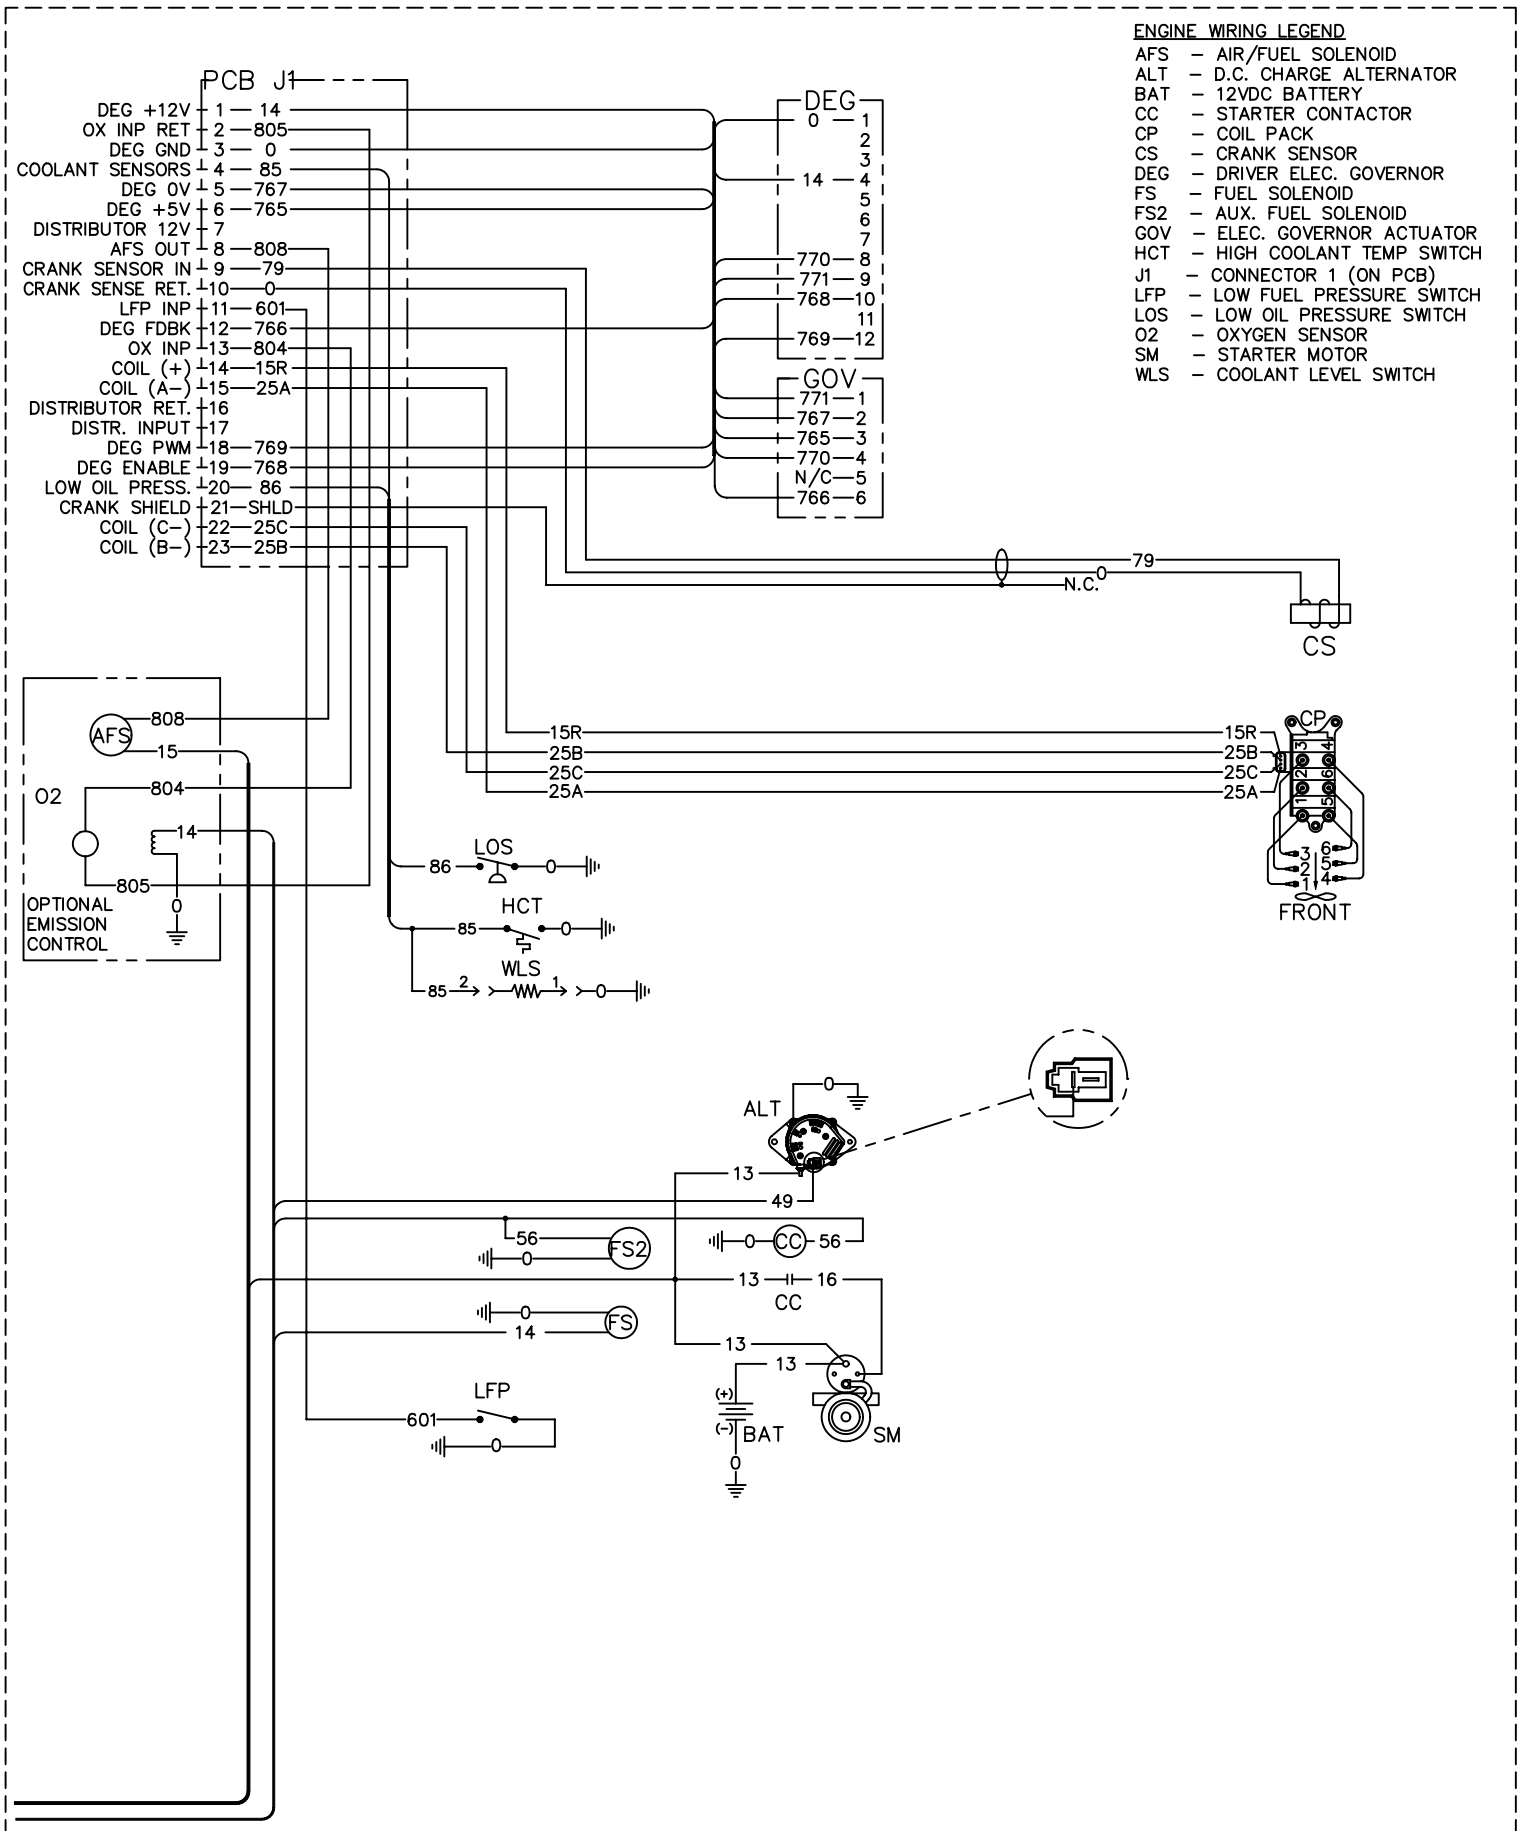 ENGINE WIRING LEGEND
AFS – AIR/FUEL SOLENOID
ALT – D.C. CHARGE ALTERNATOR
BAT – 12VDC BATTERY
CC – STARTER CONTACTOR
CP – COIL PACK
CS – CRANK SENSOR
DEG – DRIVER ELEC. GOVERNOR
FS – FUEL SOLENOID
FS2 – AUX. FUEL SOLENOID
GOV – ELEC. GOVERNOR ACTUATOR
HCT – HIGH COOLANT TEMP SWITCH
J1 – CONNECTOR 1 (ON PCB)
LFP – LOW FUEL PRESSURE SWITCH
LOS – LOW OIL PRESSURE SWITCH
O2 – OXYGEN SENSOR
SM – STARTER MOTOR
WLS – COOLANT LEVEL SWITCH
PCB J1
DEG +12V 1 14
OX INP RET 2 805
DEG GND 3 0
COOLANT SENSORS 4 85
DEG 0V 5 767
DEG +5V 6 765
DISTRIBUTOR 12V 7
AFS OUT 8 808
CRANK SENSOR IN 9 79
CRANK SENSE RET. 10 0
LFP INP 11 601
DEG FDBK 12 766
OX INP 13 804
COIL (+) 14 15R
COIL (A–) 15 25A
DISTRIBUTOR RET. 16
DISTR. INPUT 17
DEG PWM 18 769
DEG ENABLE 19 768
LOW OIL PRESS. 20 86
CRANK SHIELD 21 SHLD
COIL (C–) 22 25C
COIL (B–) 23 25B
DEG
0 1
2
3
14 4
5
6
7
770 8
771 9
768 10
11
769 12
GOV
771 1
767 2
765 3
770 4
N/C 5
766 6
79
0
N.C.
CS
AFS
808
15
O2
804
14
805
0
OPTIONAL
EMISSION
CONTROL
15R 15R
25B 25B
25C 25C
25A 25A
CP
3 4
2 6
1 5
3 6
2 5
1 4
FRONT
LOS
86 0
HCT
85 0
WLS
85 2 1 0
ALT
0
13
49
56 FS2
0
0 CC 56
13 16
CC
0 FS
14
13
13
(+)
(–)
BAT
0
SM
LFP
601
0